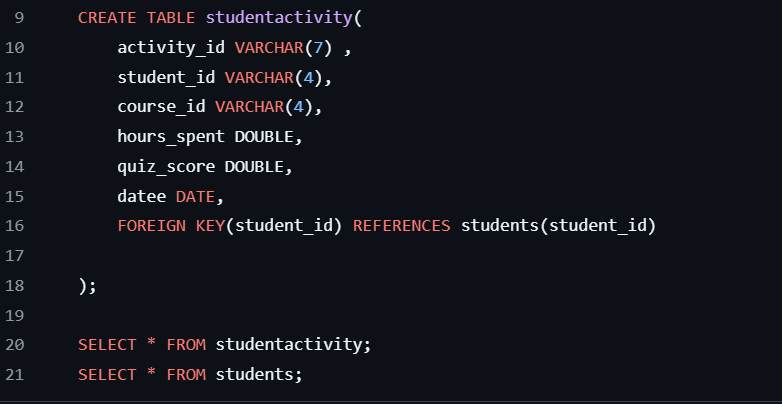 9 CREATE TABLE studentactivity(
10 activity_id VARCHAR(7) ,
11 student_id VARCHAR(4),
12 course_id VARCHAR(4),
13 hours_spent DOUBLE,
14 quiz_score DOUBLE,
15 datee DATE,
16 FOREIGN KEY(student_id) REFERENCES students(student_id)
17
18 );
19
20 SELECT * FROM studentactivity;
21 SELECT * FROM students;